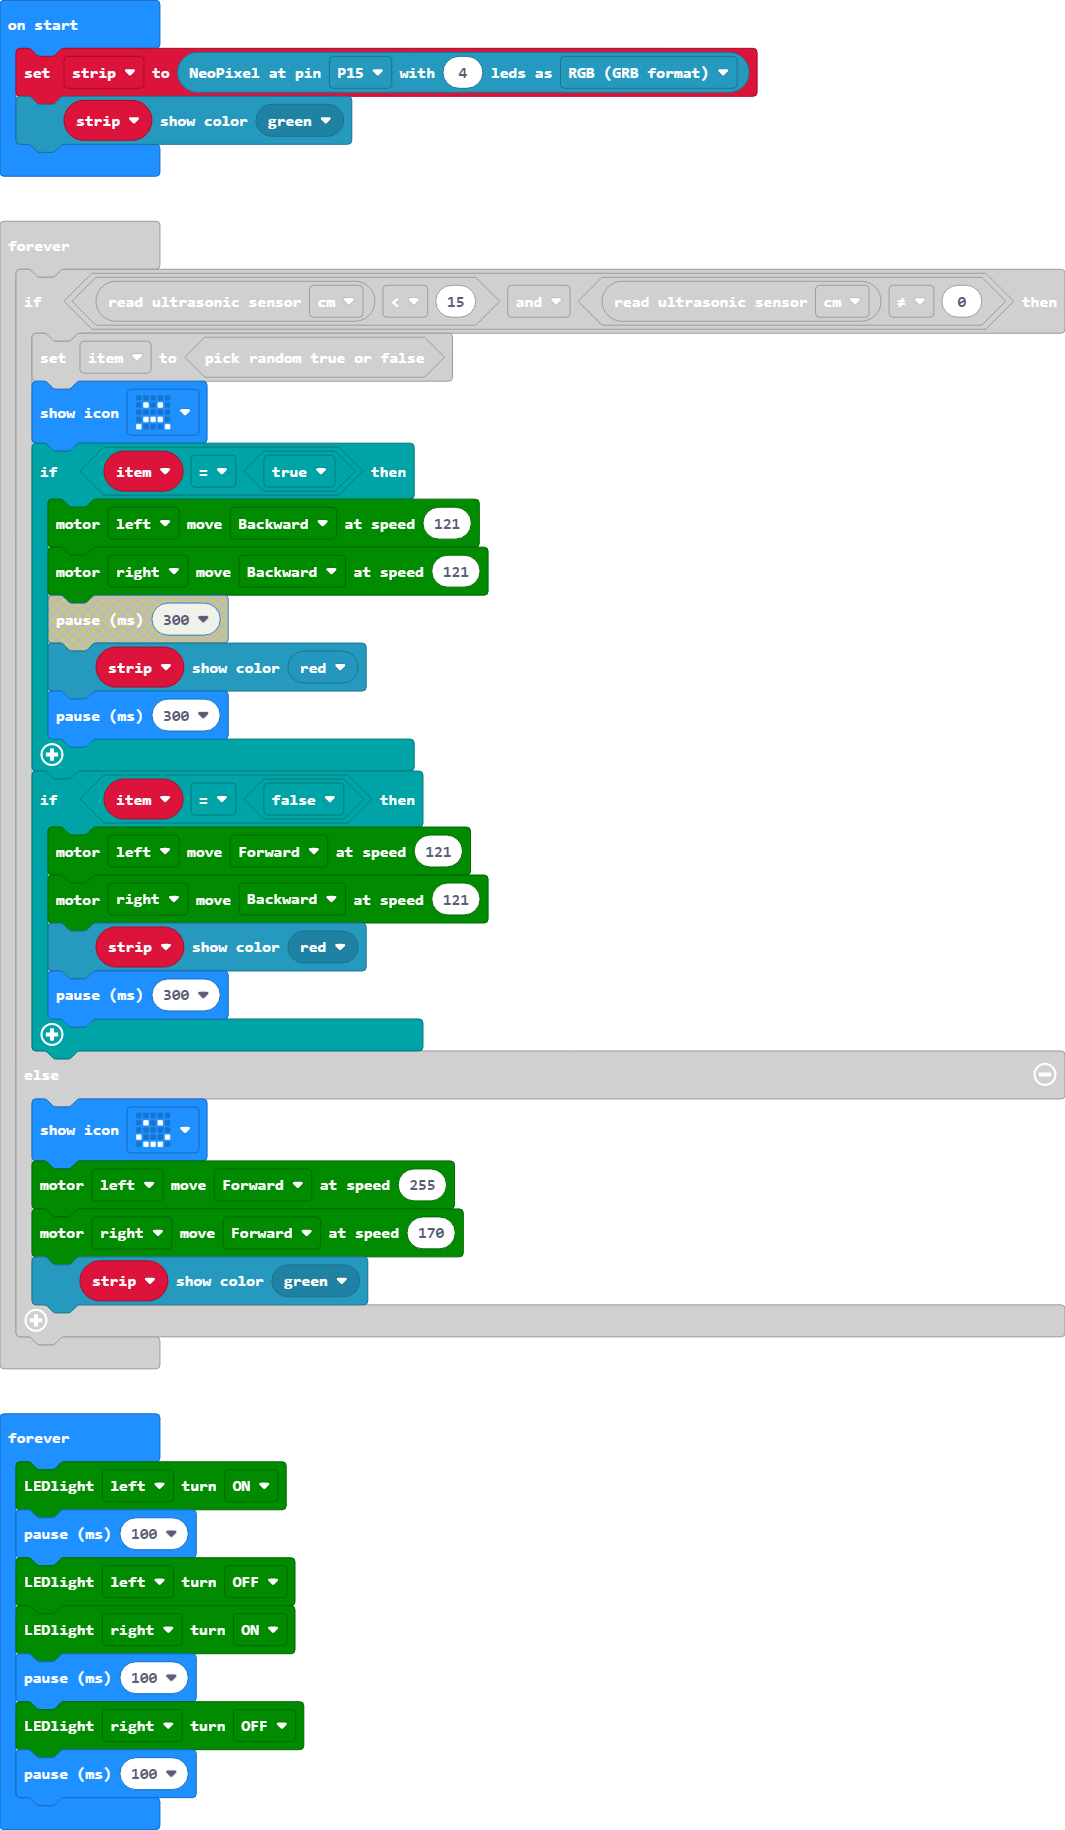 on start
set strip to NeoPixel at pin P15 with 4 leds as RGB (GRB format)
strip show color green
forever
if read ultrasonic sensor cm < 15 and read ultrasonic sensor cm ≠ 0 then
set item to pick random true or false
show icon
if item = true then
motor left move Backward at speed 121
motor right move Backward at speed 121
pause (ms) 300
strip show color red
pause (ms) 300
if item = false then
motor left move Forward at speed 121
motor right move Backward at speed 121
strip show color red
pause (ms) 300
else
show icon
motor left move Forward at speed 255
motor right move Forward at speed 170
strip show color green
forever
LEDlight left turn ON
pause (ms) 100
LEDlight left turn OFF
LEDlight right turn ON
pause (ms) 100
LEDlight right turn OFF
pause (ms) 100